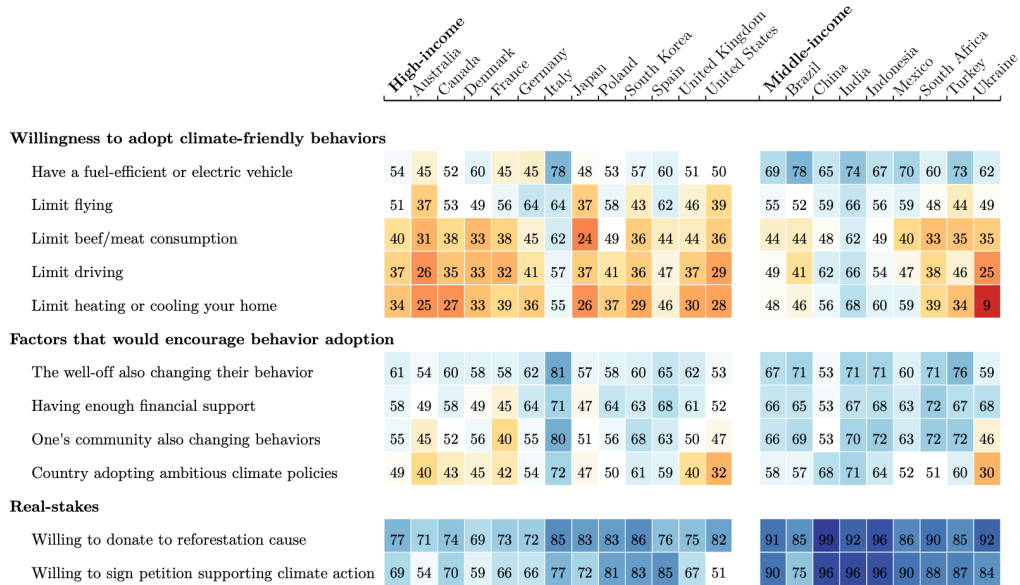 High-income Australia Canada Denmark France Germany Italy Japan Poland South Korea Spain United Kingdom United States Middle-income Brazil China India Indonesia Mexico South Africa Turkey Ukraine
Willingness to adopt climate-friendly behaviors
Have a fuel-efficient or electric vehicle 54 45 52 60 45 45 78 48 53 57 60 51 50 69 78 65 74 67 70 60 73 62
Limit flying 51 37 53 49 56 64 64 37 58 43 62 46 39 55 52 59 66 56 59 48 44 49
Limit beef/meat consumption 40 31 38 33 38 45 62 24 49 36 44 44 36 44 44 48 62 49 40 33 35 35
Limit driving 37 26 35 33 32 41 57 37 41 36 47 37 29 49 41 62 66 54 47 38 46 25
Limit heating or cooling your home 34 25 27 33 39 36 55 26 37 29 46 30 28 48 46 56 68 60 59 39 34 9
Factors that would encourage behavior adoption
The well-off also changing their behavior 61 54 60 58 58 62 81 57 58 60 65 62 53 67 71 53 71 71 60 71 76 59
Having enough financial support 58 49 58 49 45 64 71 47 64 63 68 61 52 66 65 53 67 68 63 72 67 68
One's community also changing behaviors 55 45 52 56 40 55 80 51 56 68 63 50 47 66 69 53 70 72 63 72 72 46
Country adopting ambitious climate policies 49 40 43 45 42 54 72 47 50 61 59 40 32 58 57 68 71 64 52 51 60 30
Real-stakes
Willing to donate to reforestation cause 77 71 74 69 73 72 85 83 83 86 76 75 82 91 85 99 92 96 86 90 85 92
Willing to sign petition supporting climate action 69 54 70 59 66 66 77 72 81 83 85 67 51 90 75 96 96 96 90 88 87 84